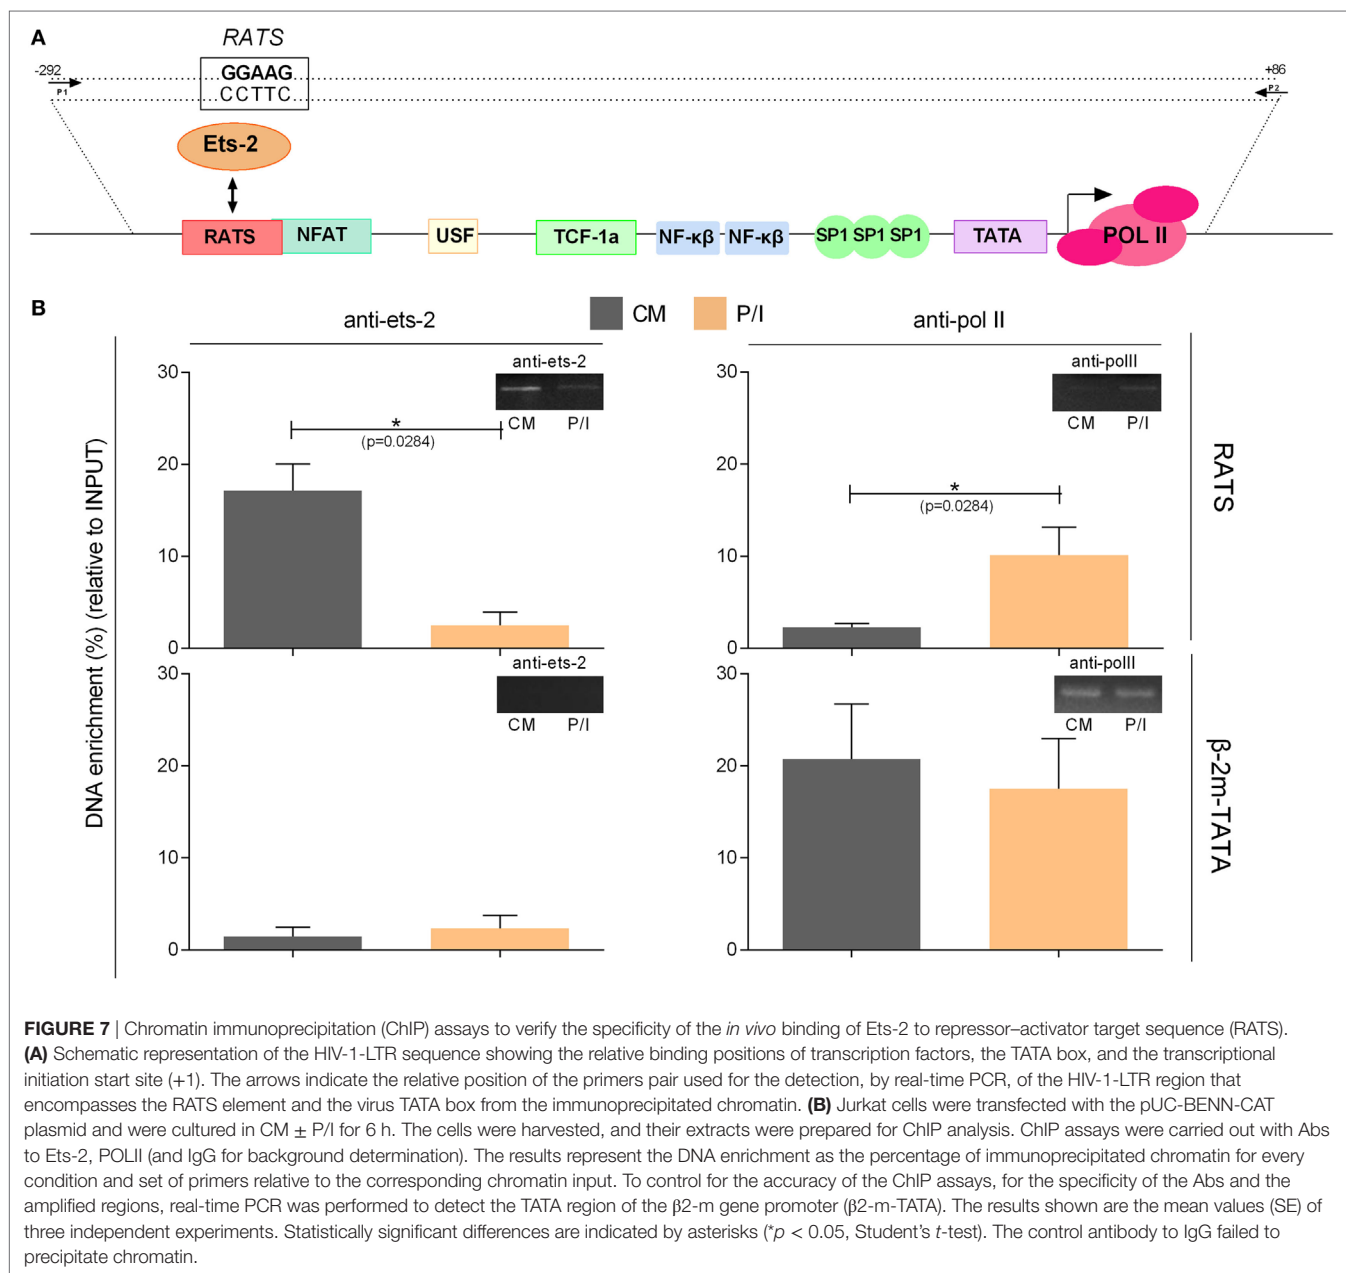 A
RATS
-292
GGAAG
+86
P1
CCTTC
P2
Ets-2
RATS
NFAT
USF
TCF-1a
NF-κβ
NF-κβ
SP1
SP1
SP1
TATA
POL II
B
anti-ets-2
CM
P/I
anti-pol II
DNA enrichment (%) (relative to INPUT)
30
20
10
0
anti-ets-2
CM
P/I
*
(p=0.0284)
30
20
10
0
anti-polII
CM
P/I
*
(p=0.0284)
RATS
30
20
10
0
anti-ets-2
CM
P/I
30
20
10
0
anti-polII
CM
P/I
β-2m-TATA
FIGURE 7 | Chromatin immunoprecipitation (ChIP) assays to verify the specificity of the in vivo binding of Ets-2 to repressor–activator target sequence (RATS).
(A) Schematic representation of the HIV-1-LTR sequence showing the relative binding positions of transcription factors, the TATA box, and the transcriptional
initiation start site (+1). The arrows indicate the relative position of the primers pair used for the detection, by real-time PCR, of the HIV-1-LTR region that
encompasses the RATS element and the virus TATA box from the immunoprecipitated chromatin. (B) Jurkat cells were transfected with the pUC-BENN-CAT
plasmid and were cultured in CM ± P/I for 6 h. The cells were harvested, and their extracts were prepared for ChIP analysis. ChIP assays were carried out with Abs
to Ets-2, POLII (and IgG for background determination). The results represent the DNA enrichment as the percentage of immunoprecipitated chromatin for every
condition and set of primers relative to the corresponding chromatin input. To control for the accuracy of the ChIP assays, for the specificity of the Abs and the
amplified regions, real-time PCR was performed to detect the TATA region of the β2-m gene promoter (β2-m-TATA). The results shown are the mean values (SE) of
three independent experiments. Statistically significant differences are indicated by asterisks (*p < 0.05, Student's t-test). The control antibody to IgG failed to
precipitate chromatin.